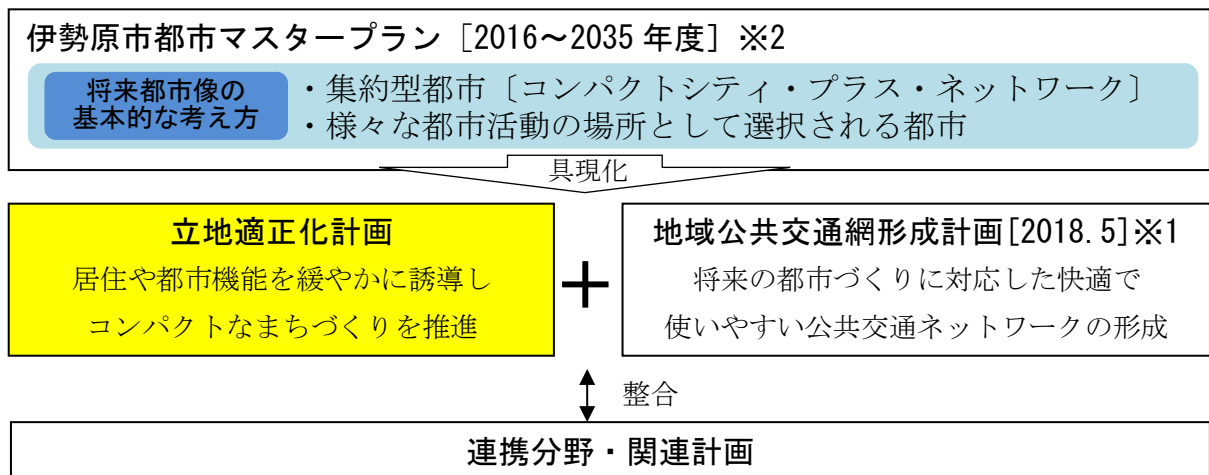 伊勢原市都市マスタープラン［2016～2035 年度］※2
将来都市像の
基本的な考え方
・集約型都市〔コンパクトシティ・プラス・ネットワーク〕
・様々な都市活動の場所として選択される都市
具現化
立地適正化計画
居住や都市機能を緩やかに誘導し
コンパクトなまちづくりを推進
＋
地域公共交通網形成計画[2018.5]※1
将来の都市づくりに対応した快適で
使いやすい公共交通ネットワークの形成
整合
連携分野・関連計画